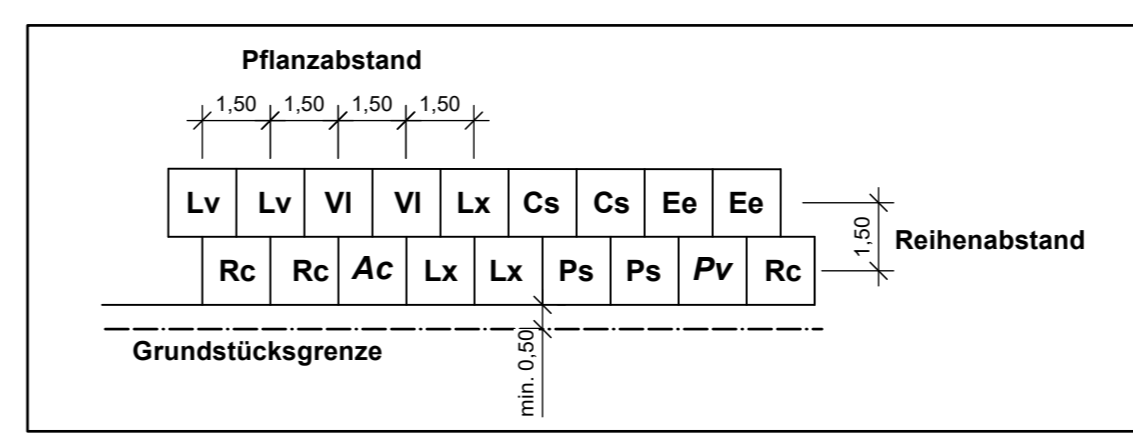 Pflanzabstand
1,50 1,50 1,50 1,50
Lv Lv Vl Vl Lx Cs Cs Ee Ee
1,50
Reihenabstand
Rc Rc Ac Lx Lx Ps Ps Pv Rc
Grundstücksgrenze
min. 0,50